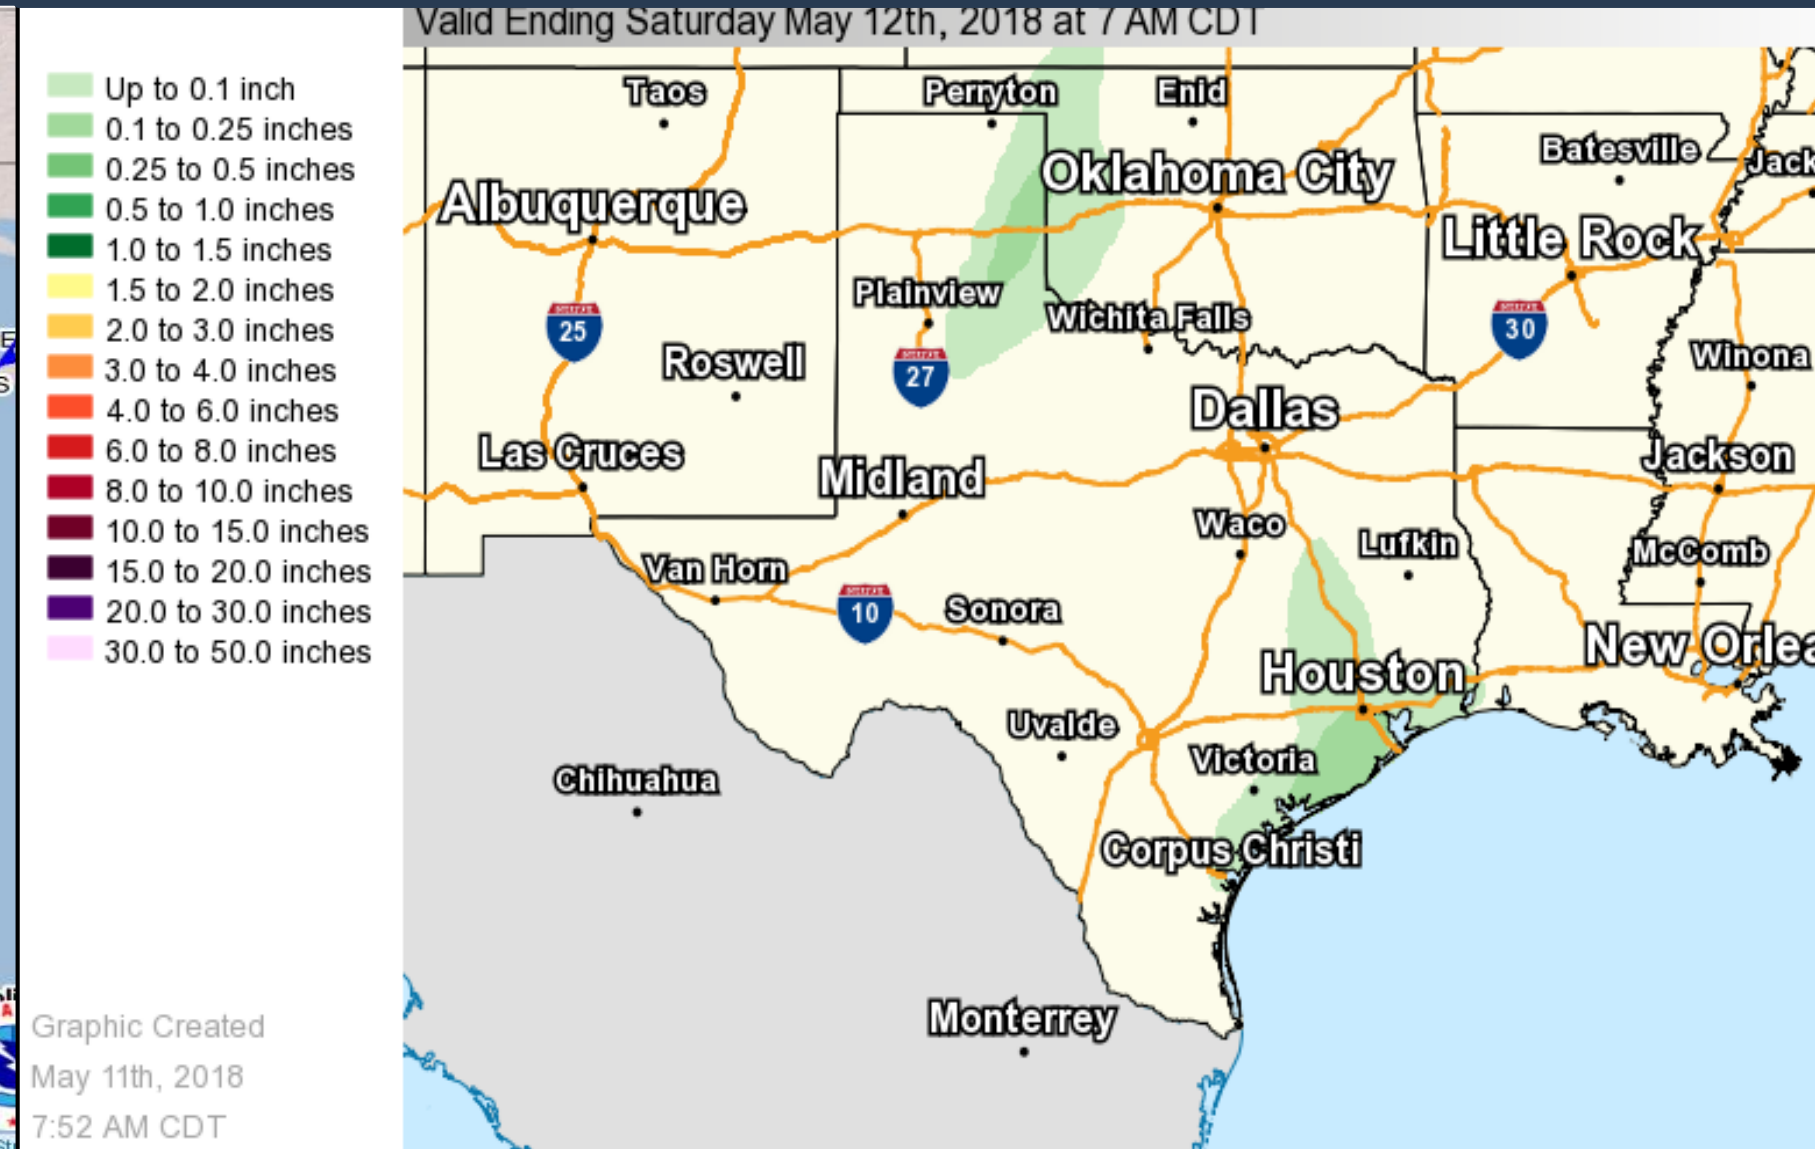 Valid Ending Saturday May 12th, 2018 at 7 AM CDT
Up to 0.1 inch
0.1 to 0.25 inches
0.25 to 0.5 inches
0.5 to 1.0 inches
1.0 to 1.5 inches
1.5 to 2.0 inches
2.0 to 3.0 inches
3.0 to 4.0 inches
4.0 to 6.0 inches
6.0 to 8.0 inches
8.0 to 10.0 inches
10.0 to 15.0 inches
15.0 to 20.0 inches
20.0 to 30.0 inches
30.0 to 50.0 inches
Graphic Created
May 11th, 2018
7:52 AM CDT
Taos
Perryton
Enid
Batesville
Jack
Oklahoma City
Albuquerque
Little Rock
Plainview
Wichita Falls
25
30
Roswell
27
Winona
Dallas
Las Cruces
Midland
Jackson
Waco
Lufkin
McComb
Van Horn
10
Sonora
Houston
New Orlea
Uvalde
Victoria
Chihuahua
Corpus Christi
Monterrey